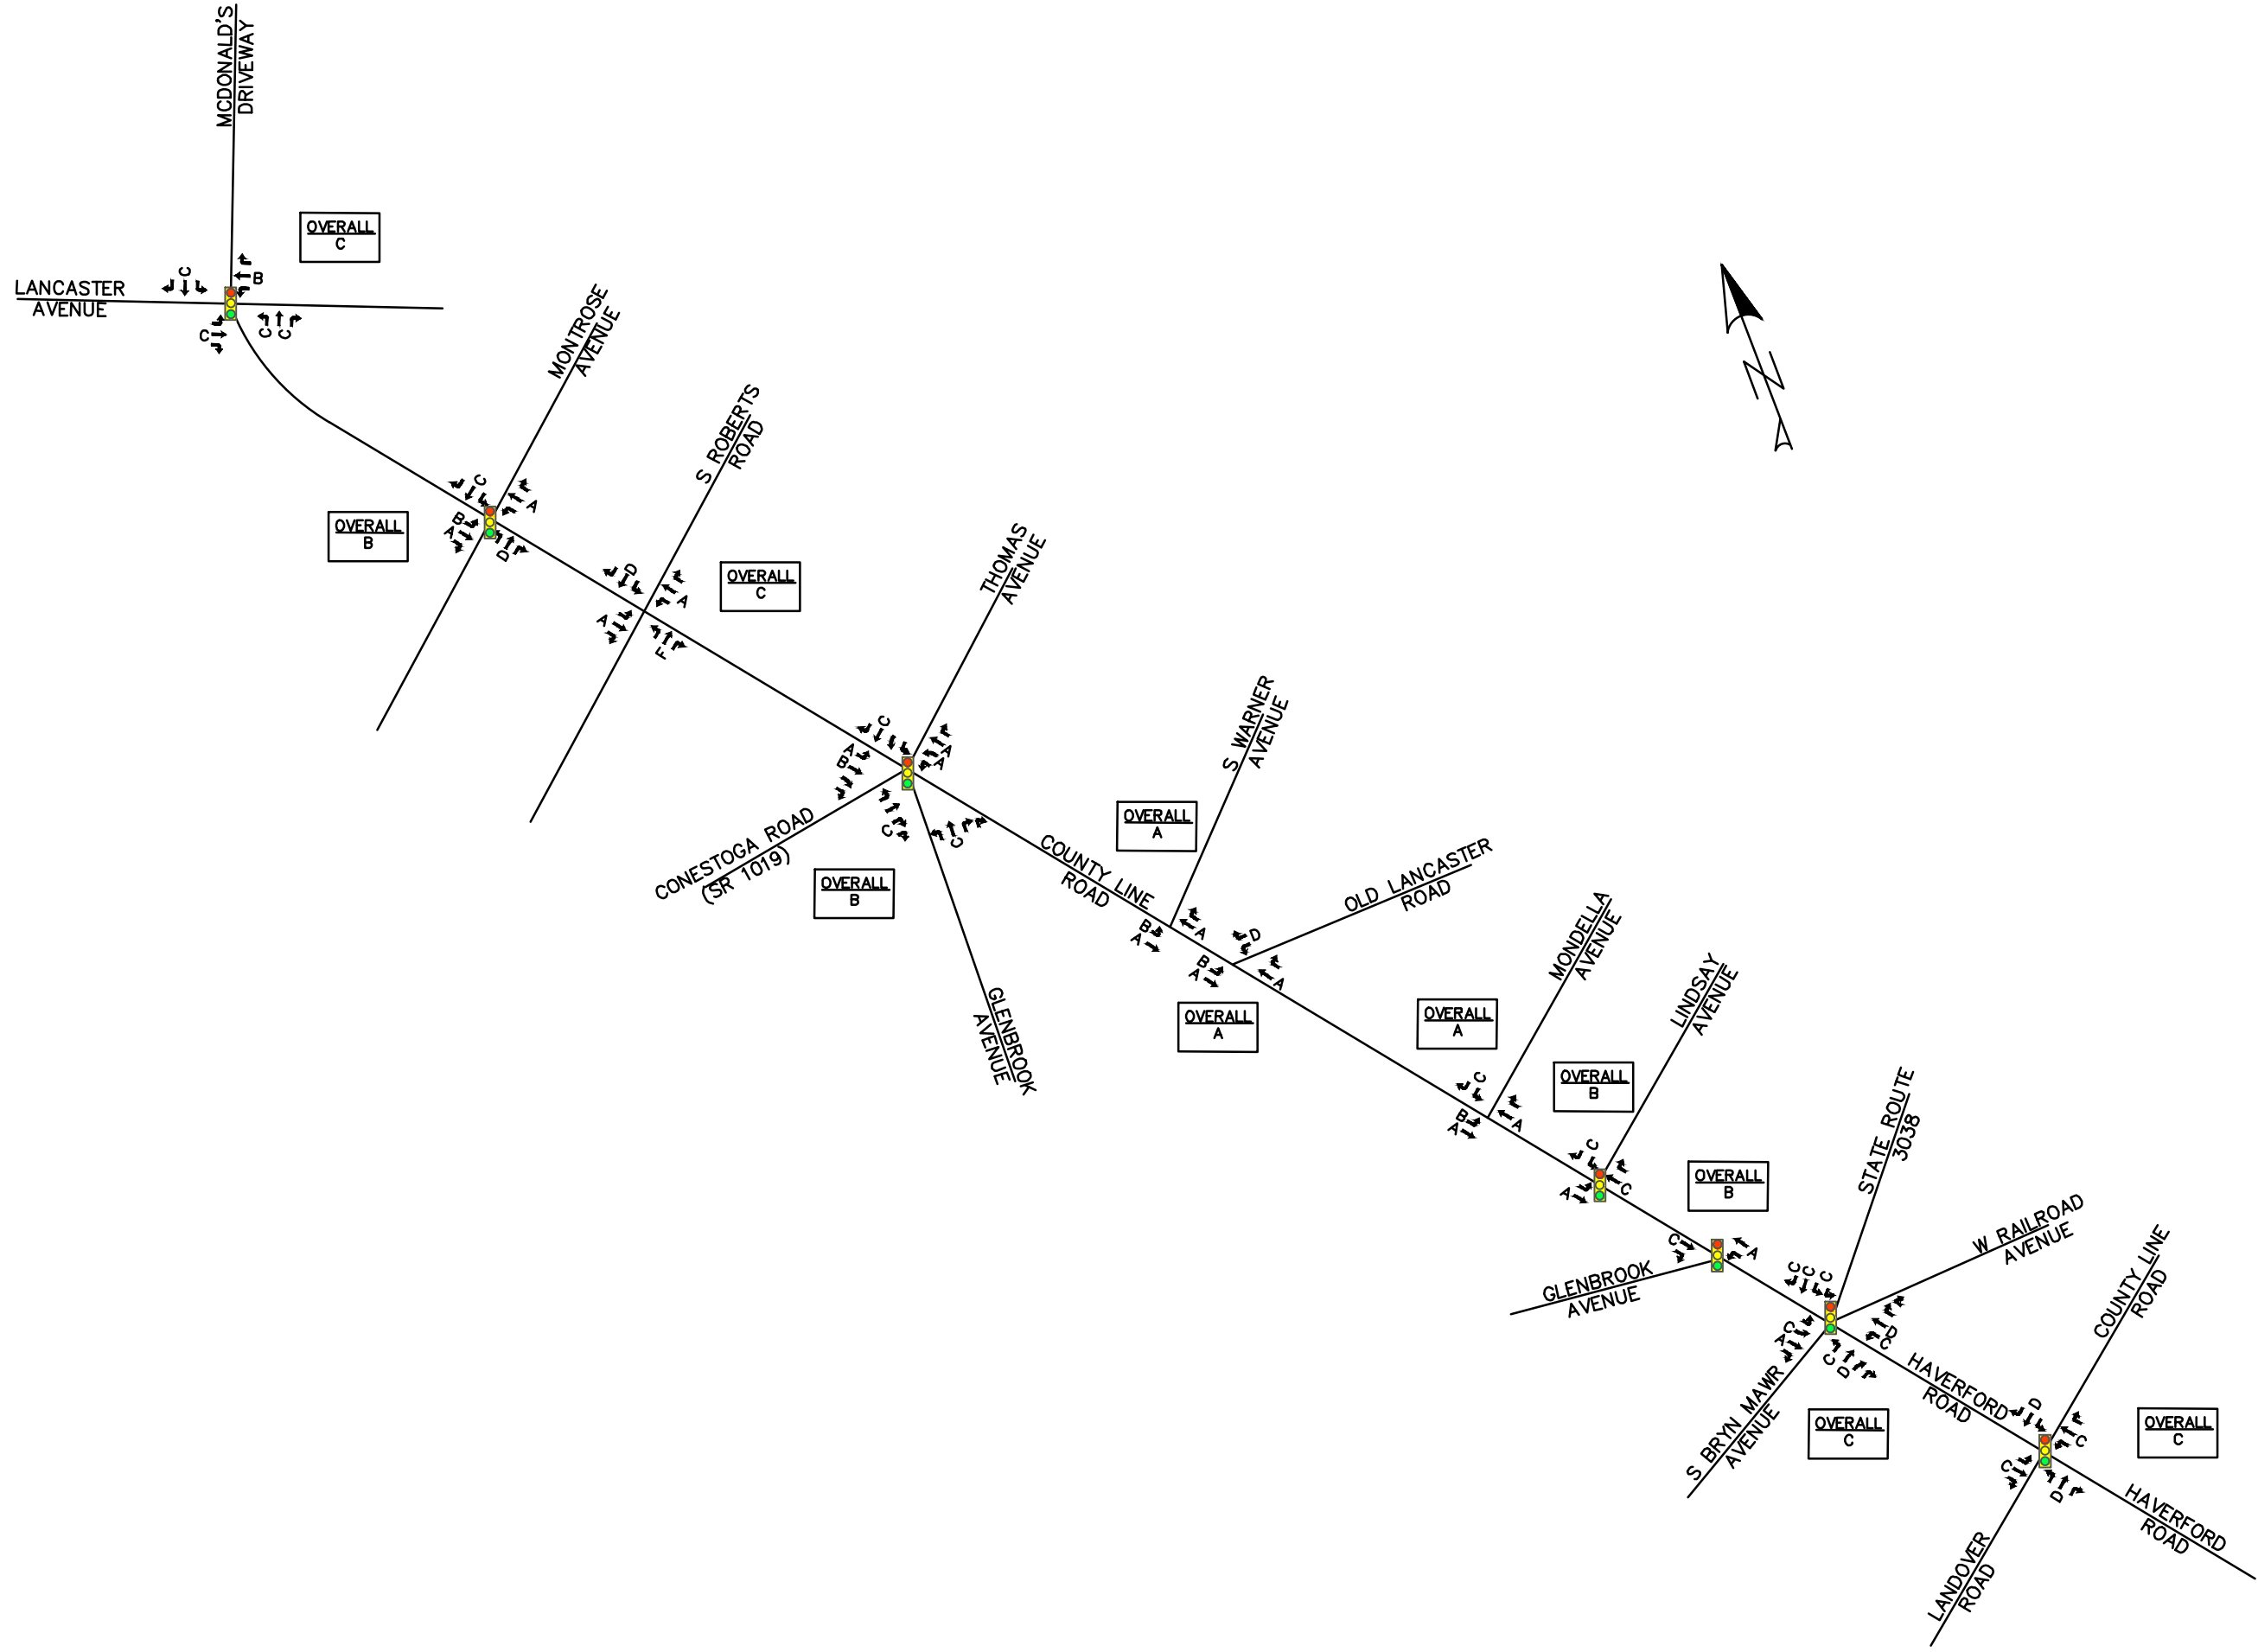 MCDONALD'S
DRIVEWAY
OVERALL
C
LANCASTER
AVENUE
C
B
C
C
C
MONTROSE
AVENUE
C
A
B
A
D
OVERALL
B
S ROBERTS
ROAD
D
A
A
F
OVERALL
C
THOMAS
AVENUE
C
A
A
A
B
C
C
CONESTOGA ROAD
(SR 1019)
OVERALL
B
GLENBROOK
AVENUE
COUNTY LINE
ROAD
S WARNER
AVENUE
OVERALL
A
B
A
A
OLD LANCASTER
ROAD
D
B
A
A
OVERALL
A
MONDELLA
AVENUE
OVERALL
A
C
B
A
A
LINDSAY
AVENUE
OVERALL
B
C
A
C
OVERALL
B
C
A
GLENBROOK
AVENUE
STATE ROUTE
3038
W RAILROAD
AVENUE
C
C
C
C
A
D
C
C
D
S BRYN MAWR
AVENUE
OVERALL
C
HAVERFORD
ROAD
COUNTY LINE
ROAD
D
C
C
D
OVERALL
C
HAVERFORD
ROAD
LANDOVER
ROAD